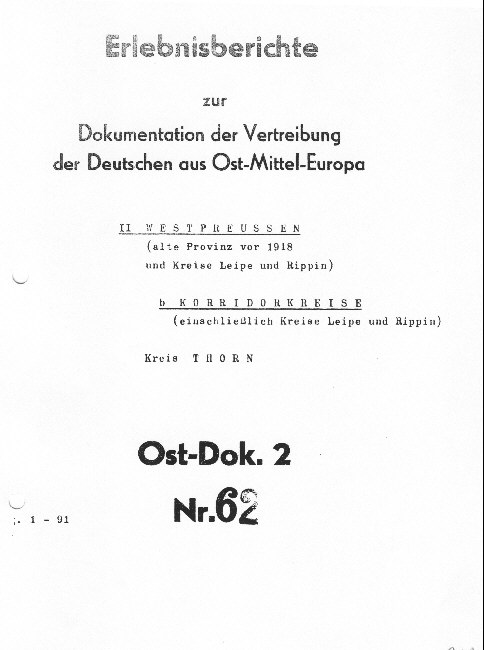 Erlebnisberichte
zur
Dokumentation der Vertreibung
der Deutschen aus Ost-Mittel-Europa
II W E S T P R E U S S E N
(alte Provinz vor 1918
und Kreise Leipe und Rippin)
b K O R R I D O R K R E I S E
(einschließlich Kreise Leipe und Rippin)
Kreis T H O R N
Ost-Dok. 2
Nr. 62
1 - 91